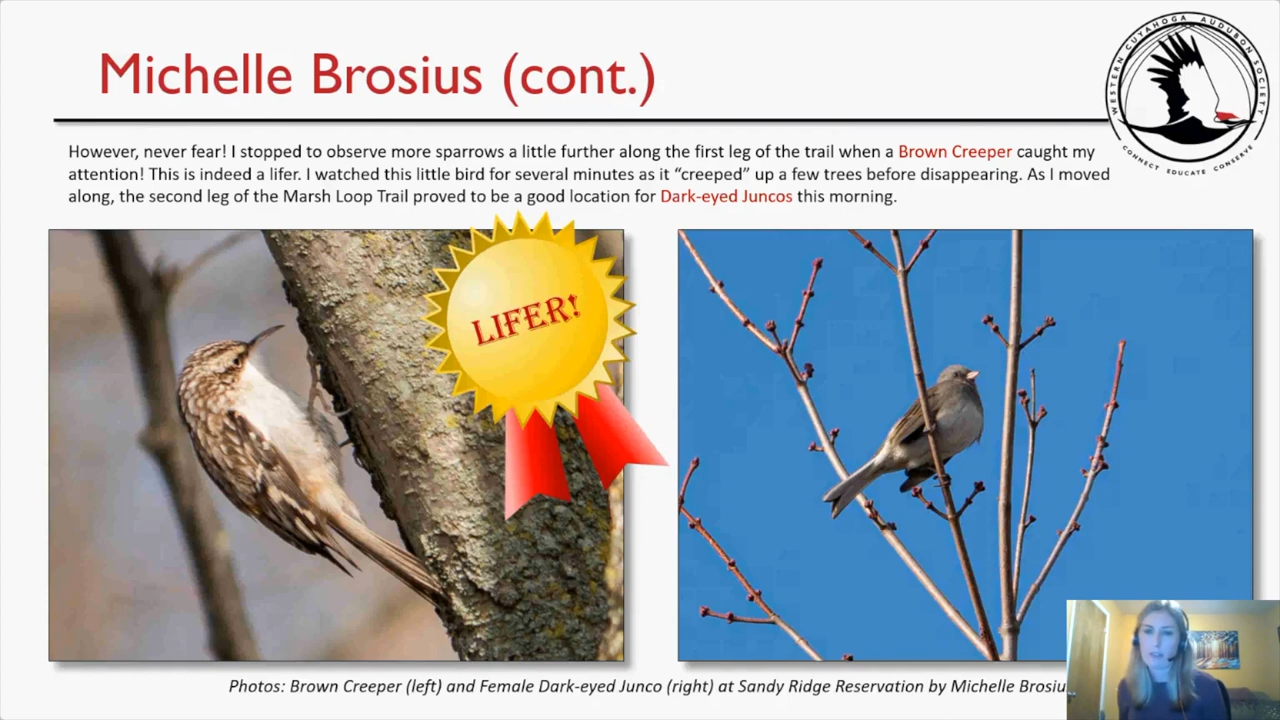 Michelle Brosius (cont.)
WESTERN CUYAHOGA AUDUBON SOCIETY
CONNECT EDUCATE CONSERVE
However, never fear! I stopped to observe more sparrows a little further along the first leg of the trail when a Brown Creeper caught my
attention! This is indeed a lifer. I watched this little bird for several minutes as it “creeped” up a few trees before disappearing. As I moved
along, the second leg of the Marsh Loop Trail proved to be a good location for Dark-eyed Juncos this morning.
LIFER!
Photos: Brown Creeper (left) and Female Dark-eyed Junco (right) at Sandy Ridge Reservation by Michelle Brosiu